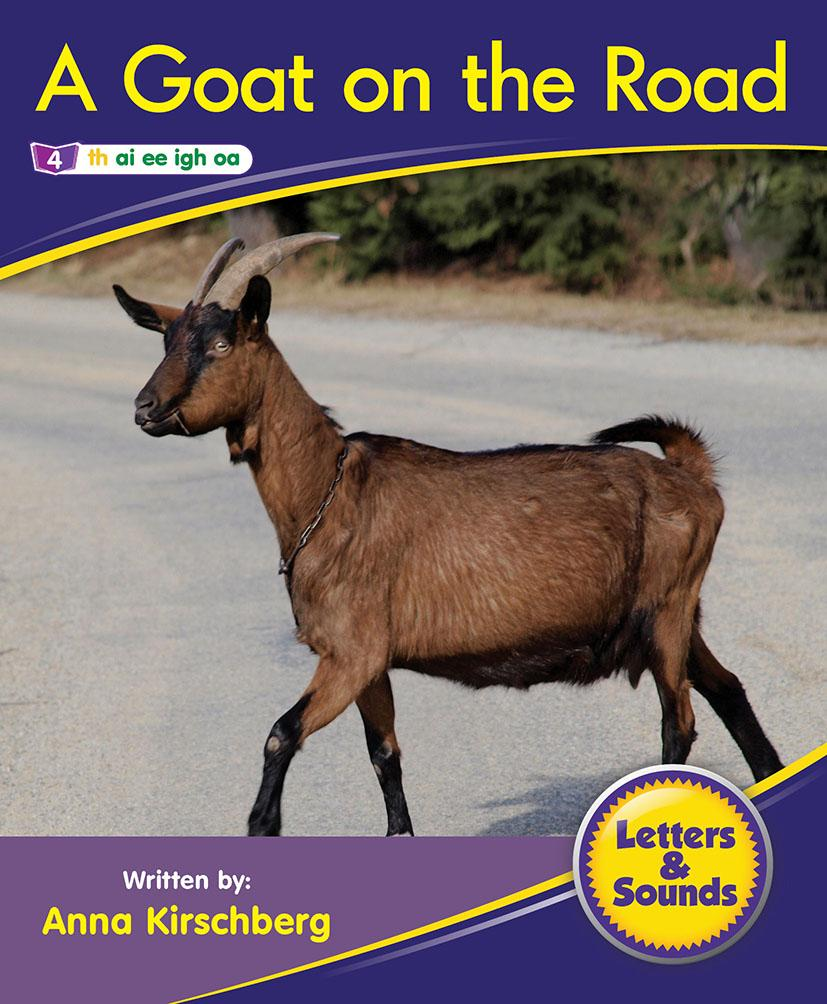 A Goat on the Road
4 th ai ee igh oa
Letters
&
Sounds
Written by:
Anna Kirschberg